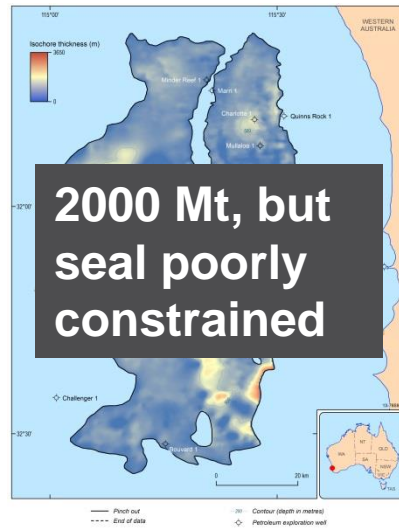 115°00'
115°30'
WESTERN
AUSTRALIA
Isochore thickness (m)
3650
0
Minder Reef 1
Marri 1
Charlotte 1
Quinns Rock 1
Mullaloo 1
32°00'
2000 Mt, but
seal poorly
constrained
Challenger 1
32°30'
Bouvard 1
0
20 km
WA
NT
SA
QLD
NSW
VIC
TAS
Pinch out
End of data
Contour (depth in metres)
Petroleum exploration well